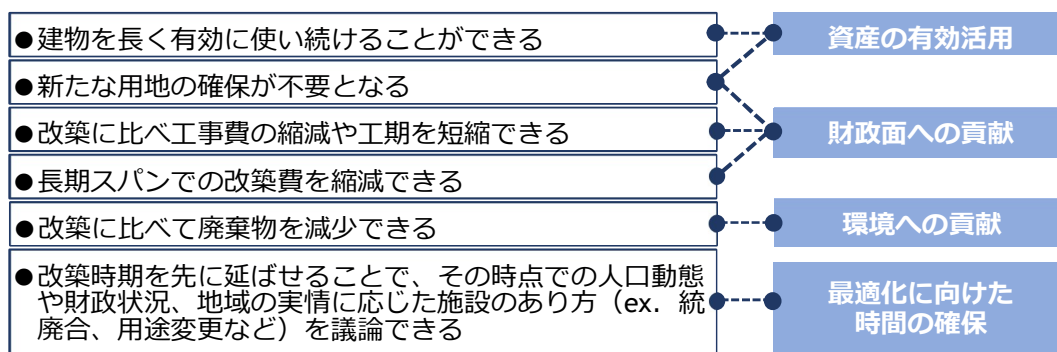 ●建物を長く有効に使い続けることができる
資産の有効活用
●新たな用地の確保が不要となる
●改築に比べ工事費の縮減や工期を短縮できる
財政面への貢献
●長期スパンでの改築費を縮減できる
●改築に比べて廃棄物を減少できる
環境への貢献
●改築時期を先に延ばせることで、その時点での人口動態
や財政状況、地域の実情に応じた施設のあり方（ex．統
廃合、用途変更など）を議論できる
最適化に向けた
時間の確保